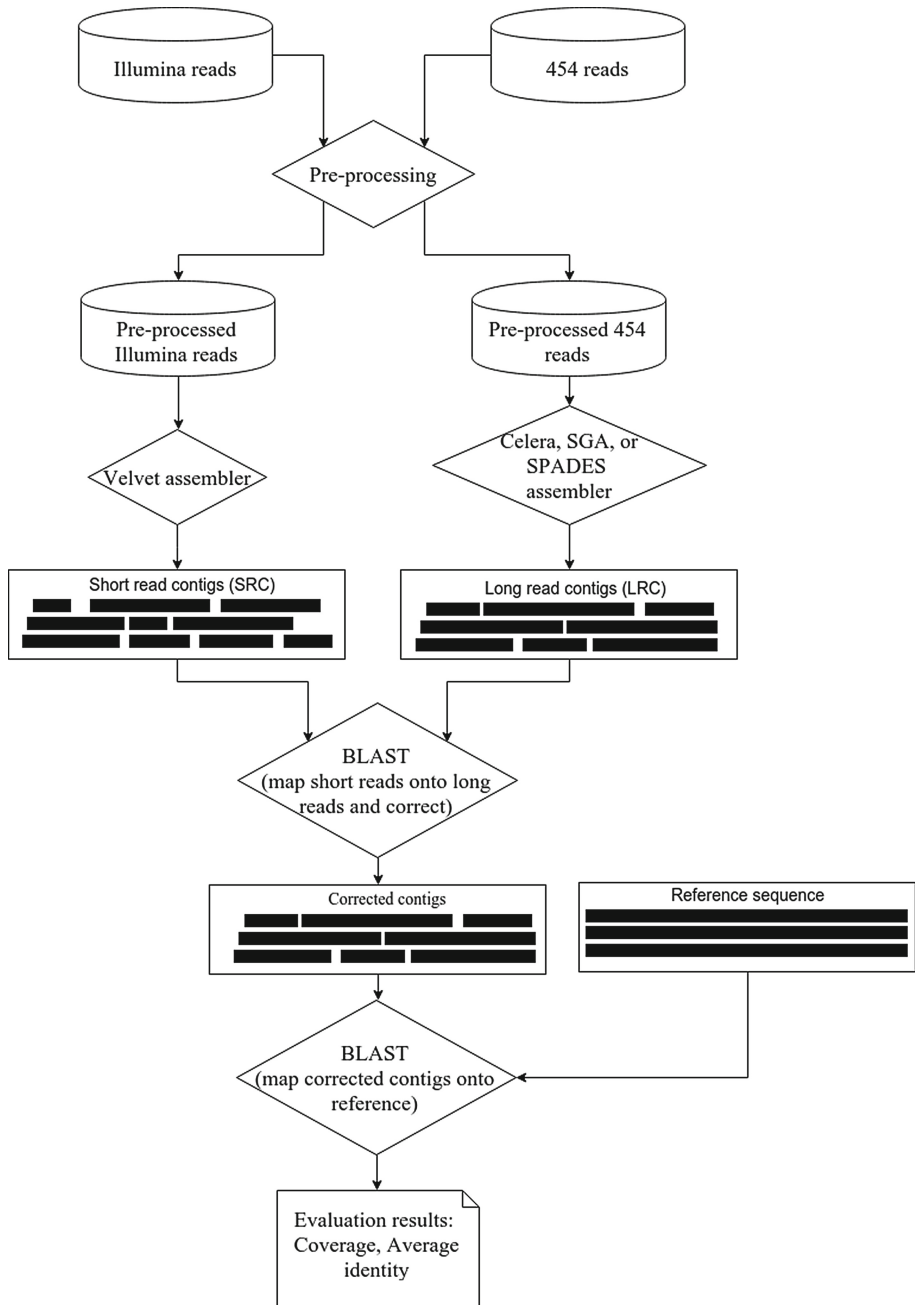 Illumina reads
454 reads
Pre-processing
Pre-processed
Illumina reads
Pre-processed 454
reads
Velvet assembler
Celera, SGA, or
SPADES
assembler
Short read contigs (SRC)
Long read contigs (LRC)
BLAST
(map short reads onto long
reads and correct)
Corrected contigs
Reference sequence
BLAST
(map corrected contigs onto
reference)
Evaluation results:
Coverage, Average
identity